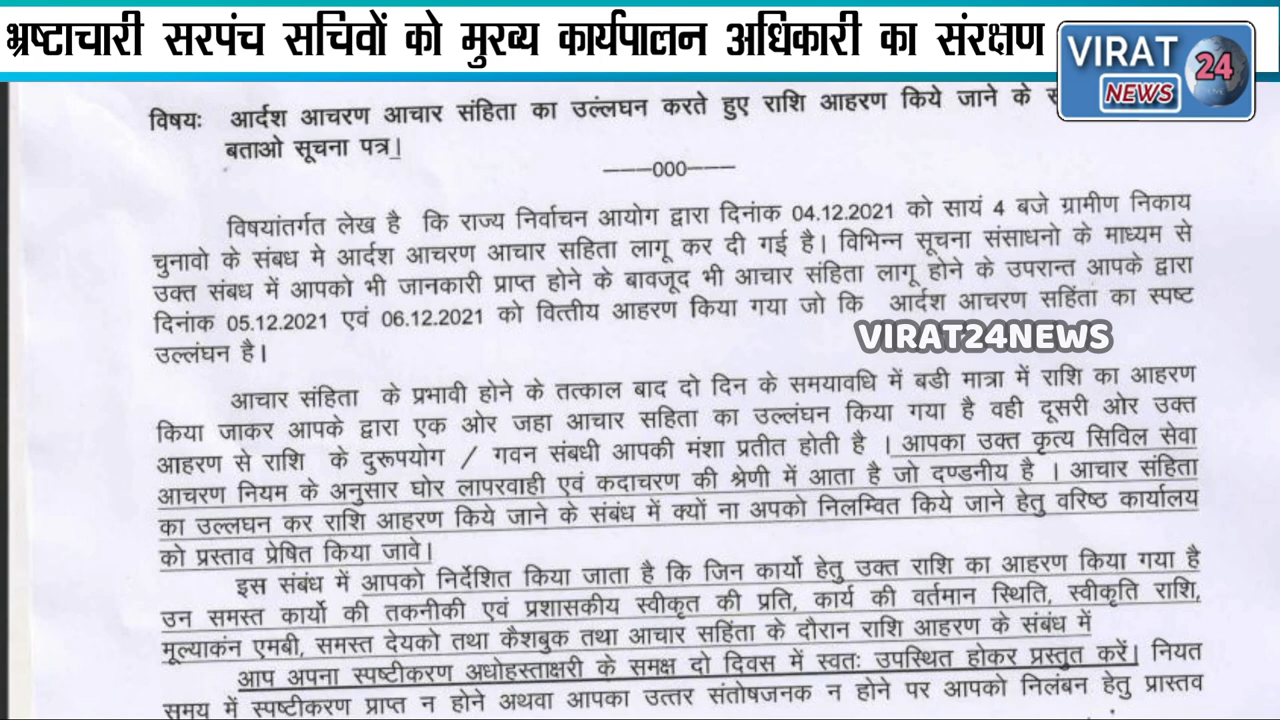 भ्रष्टाचारी सरपंच सचिवों को मुख्य कार्यपालन अधिकारी का संरक्षण
VIRAT
24
NEWS
विषयः आर्दश आचरण आचार संहिता का उल्ंलघन करते हुए राशि आहरण किये जाने के
बताओ सूचना पत्र।
———000———
विषयांतर्गत लेख है कि राज्य निर्वाचन आयोग द्वारा दिनांक 04.12.2021 को सायं 4 बजे ग्रामीण निकाय
चुनावो के संबध मे आर्दश आचरण आचार सहिता लागू कर दी गई है। विभिन्न सूचना संसाधनो के माध्यम से
उक्त संबध में आपको भी जानकारी प्राप्त होने के बावजूद भी आचार संहिता लागू होने के उपरान्त आपके द्वारा
दिनांक 05.12.2021 एवं 06.12.2021 को वित्तीय आहरण किया गया जो कि आर्दश आचरण सहिंता का स्पष्ट
VIRAT24NEWS
उल्लंघन है।
आचार संहिता के प्रभावी होने के तत्काल बाद दो दिन के समयावधि में बडी मात्रा में राशि का आहरण
किया जाकर आपके द्वारा एक ओर जहा आचार सहिता का उल्लंघन किया गया है वही दूसरी ओर उक्त
आहरण से राशि के दुरूपयोग / गवन संबधी आपकी मंशा प्रतीत होती है । आपका उक्त कृत्य सिविल सेवा
आचरण नियम के अनुसार घोर लापरवाही एवं कदाचरण की श्रेणी में आता है जो दण्डनीय है । आचार संहिता
का उल्लघन कर राशि आहरण किये जाने के संबंध में क्यों ना अपको निलम्वित किये जाने हेतु वरिष्ठ कार्यालय
को प्रस्ताव प्रेषित किया जावे।
इस संबंध में आपको निर्देशित किया जाता है कि जिन कार्यो हेतु उक्त राशि का आहरण किया गया है
उन समस्त कार्यो की तकनीकी एवं प्रशासकीय स्वीकृत की प्रति, कार्य की वर्तमान स्थिति, स्वीकृति राशि,
मूल्याकंन एमबी, समस्त देयको तथा कैशबुक तथा आचार सहिंता के दौरान राशि आहरण के संबंध में
आप अपना स्पष्टीकरण अधोहस्ताक्षरी के समक्ष दो दिवस में स्वतः उपस्थित होकर प्रस्तुत करें। नियत
समय में स्पष्टीकरण प्राप्त न होने अथवा आपका उत्तर संतोषजनक न होने पर आपको निलंबन हेतु प्रास्तव